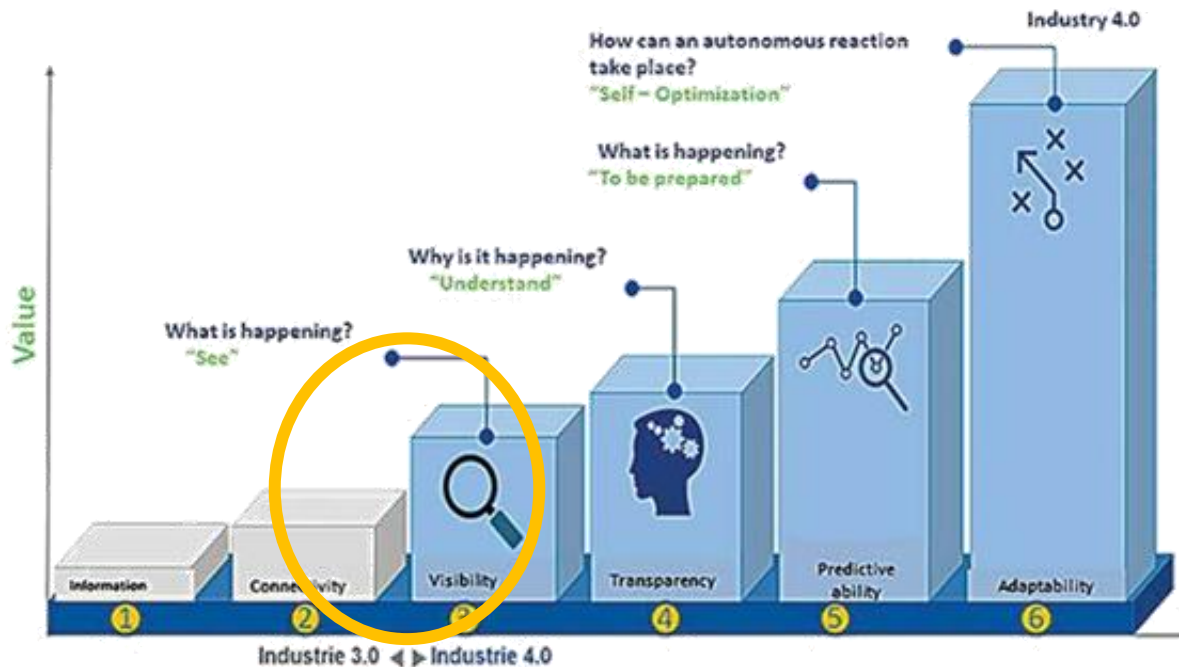 Industry 4.0
How can an autonomous reaction
take place?
"Self – Optimization"
What is happening?
"To be prepared"
Why is it happening?
"Understand"
What is happening?
"See"
Value
Information
Connectivity
Visibility
Transparency
Predictive
ability
Adaptability
1
2
3
4
5
6
Industrie 3.0 ◀ ▶ Industrie 4.0